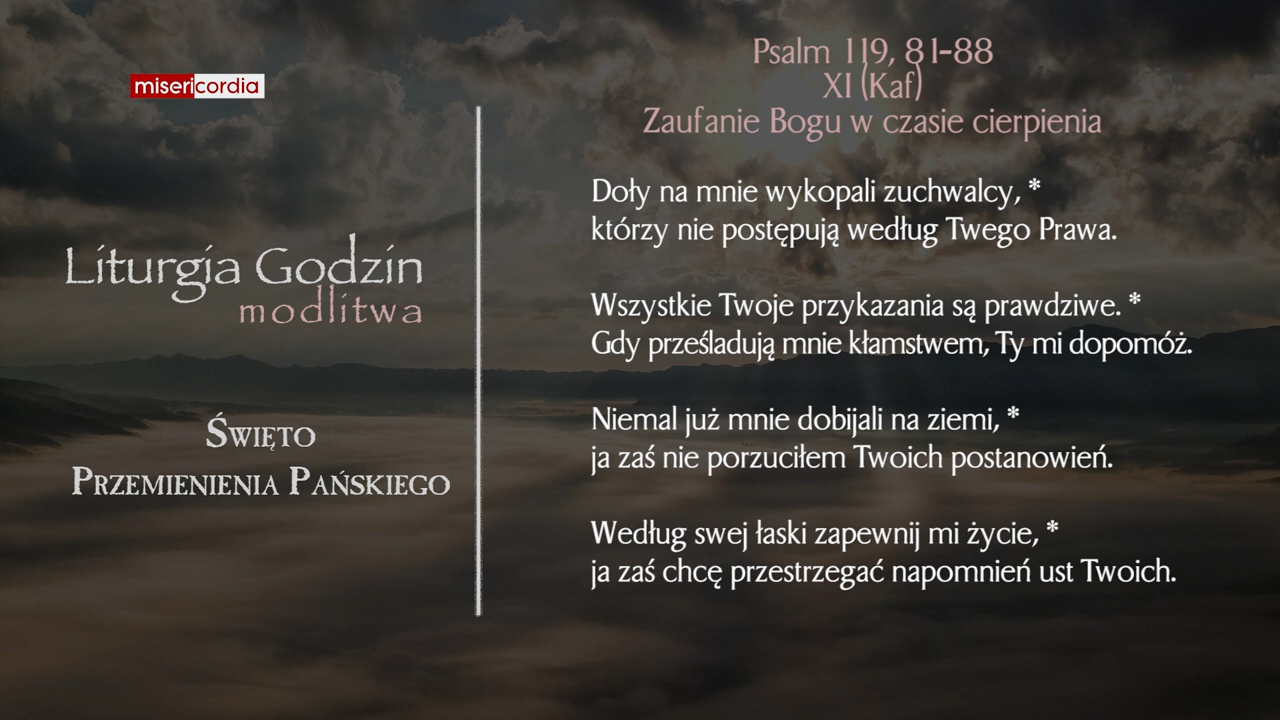 misericordia
Liturgia Godzin
modlitwa
Święto
Przemienienia Pańskiego
Psalm 119, 81-88
XI (Kaf)
Zaufanie Bogu w czasie cierpienia
Doły na mnie wykopali zuchwalcy, *
którzy nie postępują według Twego Prawa.
Wszystkie Twoje przykazania są prawdziwe. *
Gdy prześladują mnie kłamstwem, Ty mi dopomóż.
Niemal już mnie dobijali na ziemi, *
ja zaś nie porzuciłem Twoich postanowień.
Według swej łaski zapewnij mi życie, *
ja zaś chcę przestrzegać napomnień ust Twoich.